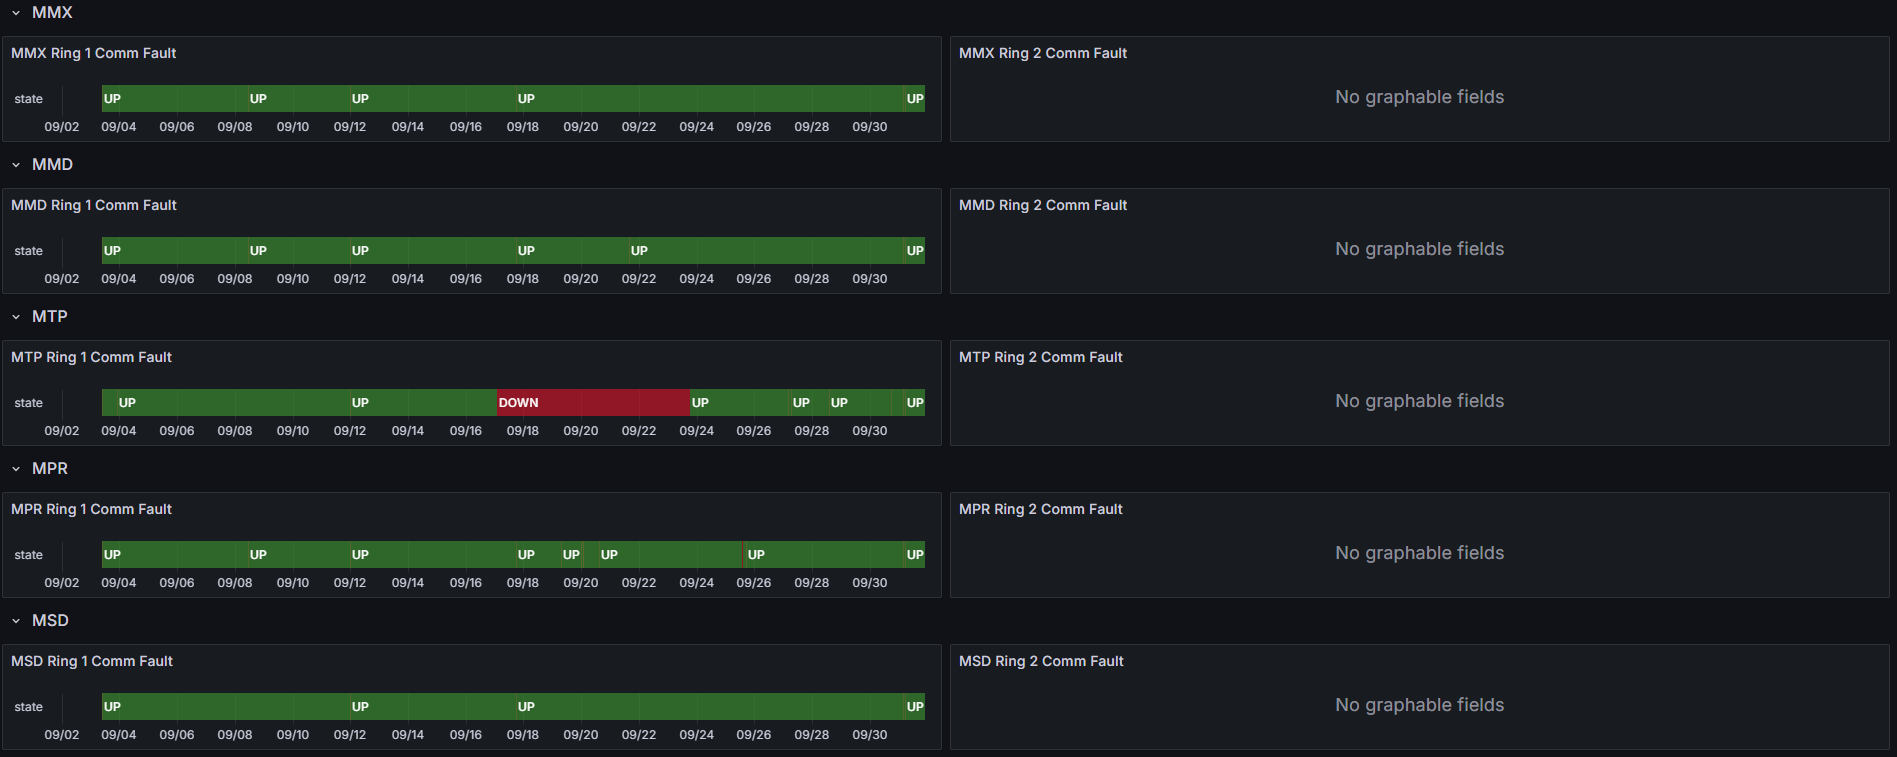 MMX
MMX Ring 1 Comm Fault
state UP UP UP UP UP
09/02 09/04 09/06 09/08 09/10 09/12 09/14 09/16 09/18 09/20 09/22 09/24 09/26 09/28 09/30
MMX Ring 2 Comm Fault
No graphable fields
MMD
MMD Ring 1 Comm Fault
state UP UP UP UP UP UP
09/02 09/04 09/06 09/08 09/10 09/12 09/14 09/16 09/18 09/20 09/22 09/24 09/26 09/28 09/30
MMD Ring 2 Comm Fault
No graphable fields
MTP
MTP Ring 1 Comm Fault
state UP UP DOWN UP UP UP UP
09/02 09/04 09/06 09/08 09/10 09/12 09/14 09/16 09/18 09/20 09/22 09/24 09/26 09/28 09/30
MTP Ring 2 Comm Fault
No graphable fields
MPR
MPR Ring 1 Comm Fault
state UP UP UP UP UP UP UP UP
09/02 09/04 09/06 09/08 09/10 09/12 09/14 09/16 09/18 09/20 09/22 09/24 09/26 09/28 09/30
MPR Ring 2 Comm Fault
No graphable fields
MSD
MSD Ring 1 Comm Fault
state UP UP UP UP
09/02 09/04 09/06 09/08 09/10 09/12 09/14 09/16 09/18 09/20 09/22 09/24 09/26 09/28 09/30
MSD Ring 2 Comm Fault
No graphable fields